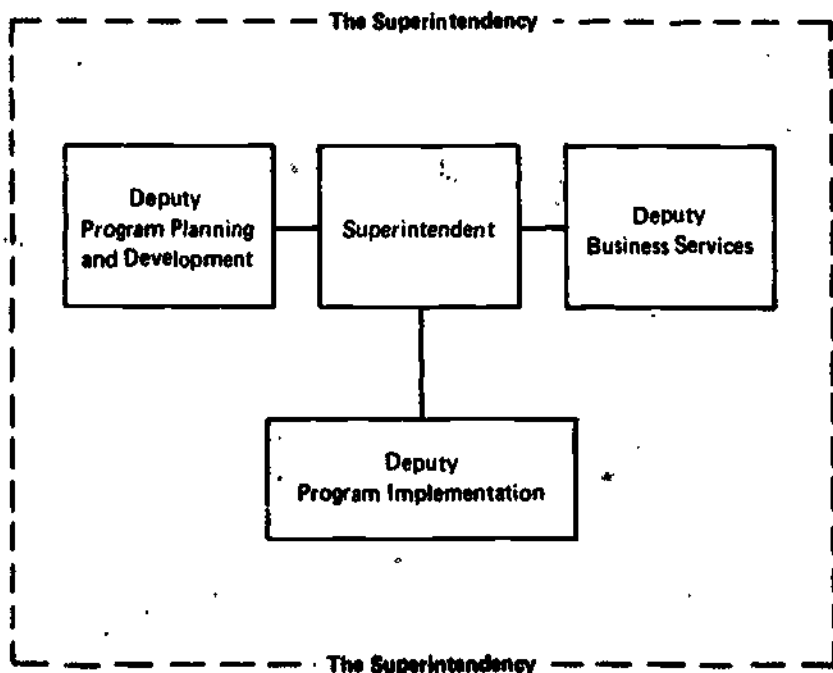 The Superintendency
Deputy
Program Planning
and Development
Superintendent
Deputy
Business Services
Deputy
Program Implementation
The Superintendency